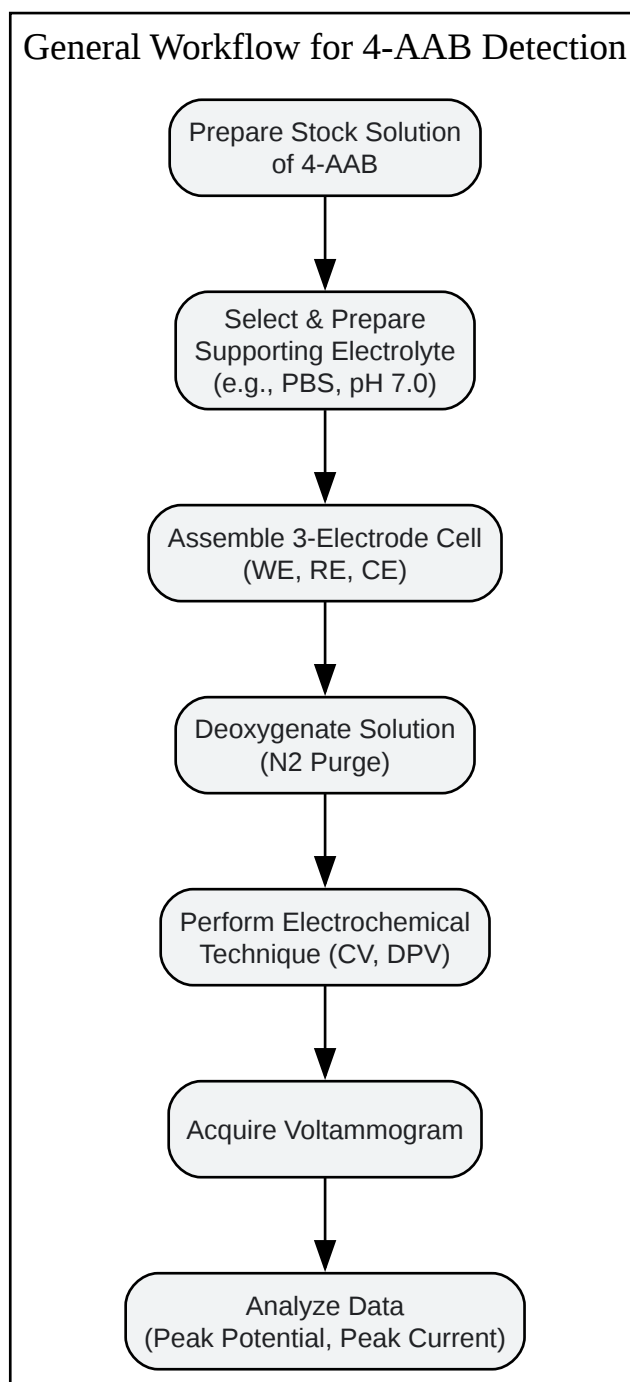 General Workflow for 4-AAB Detection
Prepare Stock Solution
of 4-AAB
Select & Prepare
Supporting Electrolyte
(e.g., PBS, pH 7.0)
Assemble 3-Electrode Cell
(WE, RE, CE)
Deoxygenate Solution
(N2 Purge)
Perform Electrochemical
Technique (CV, DPV)
Acquire Voltammogram
Analyze Data
(Peak Potential, Peak Current)